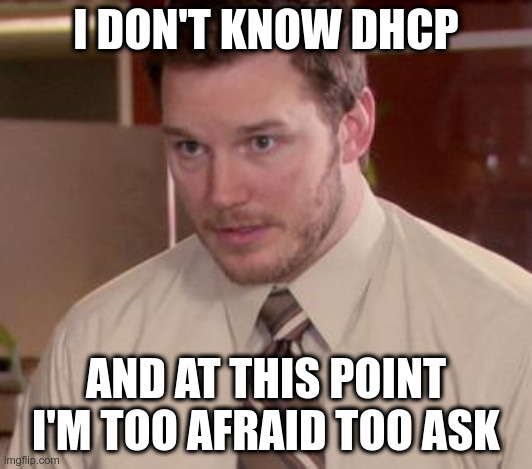 I DON'T KNOW DHCP
AND AT THIS POINT
I'M TOO AFRAID TOO ASK
imgflip.com